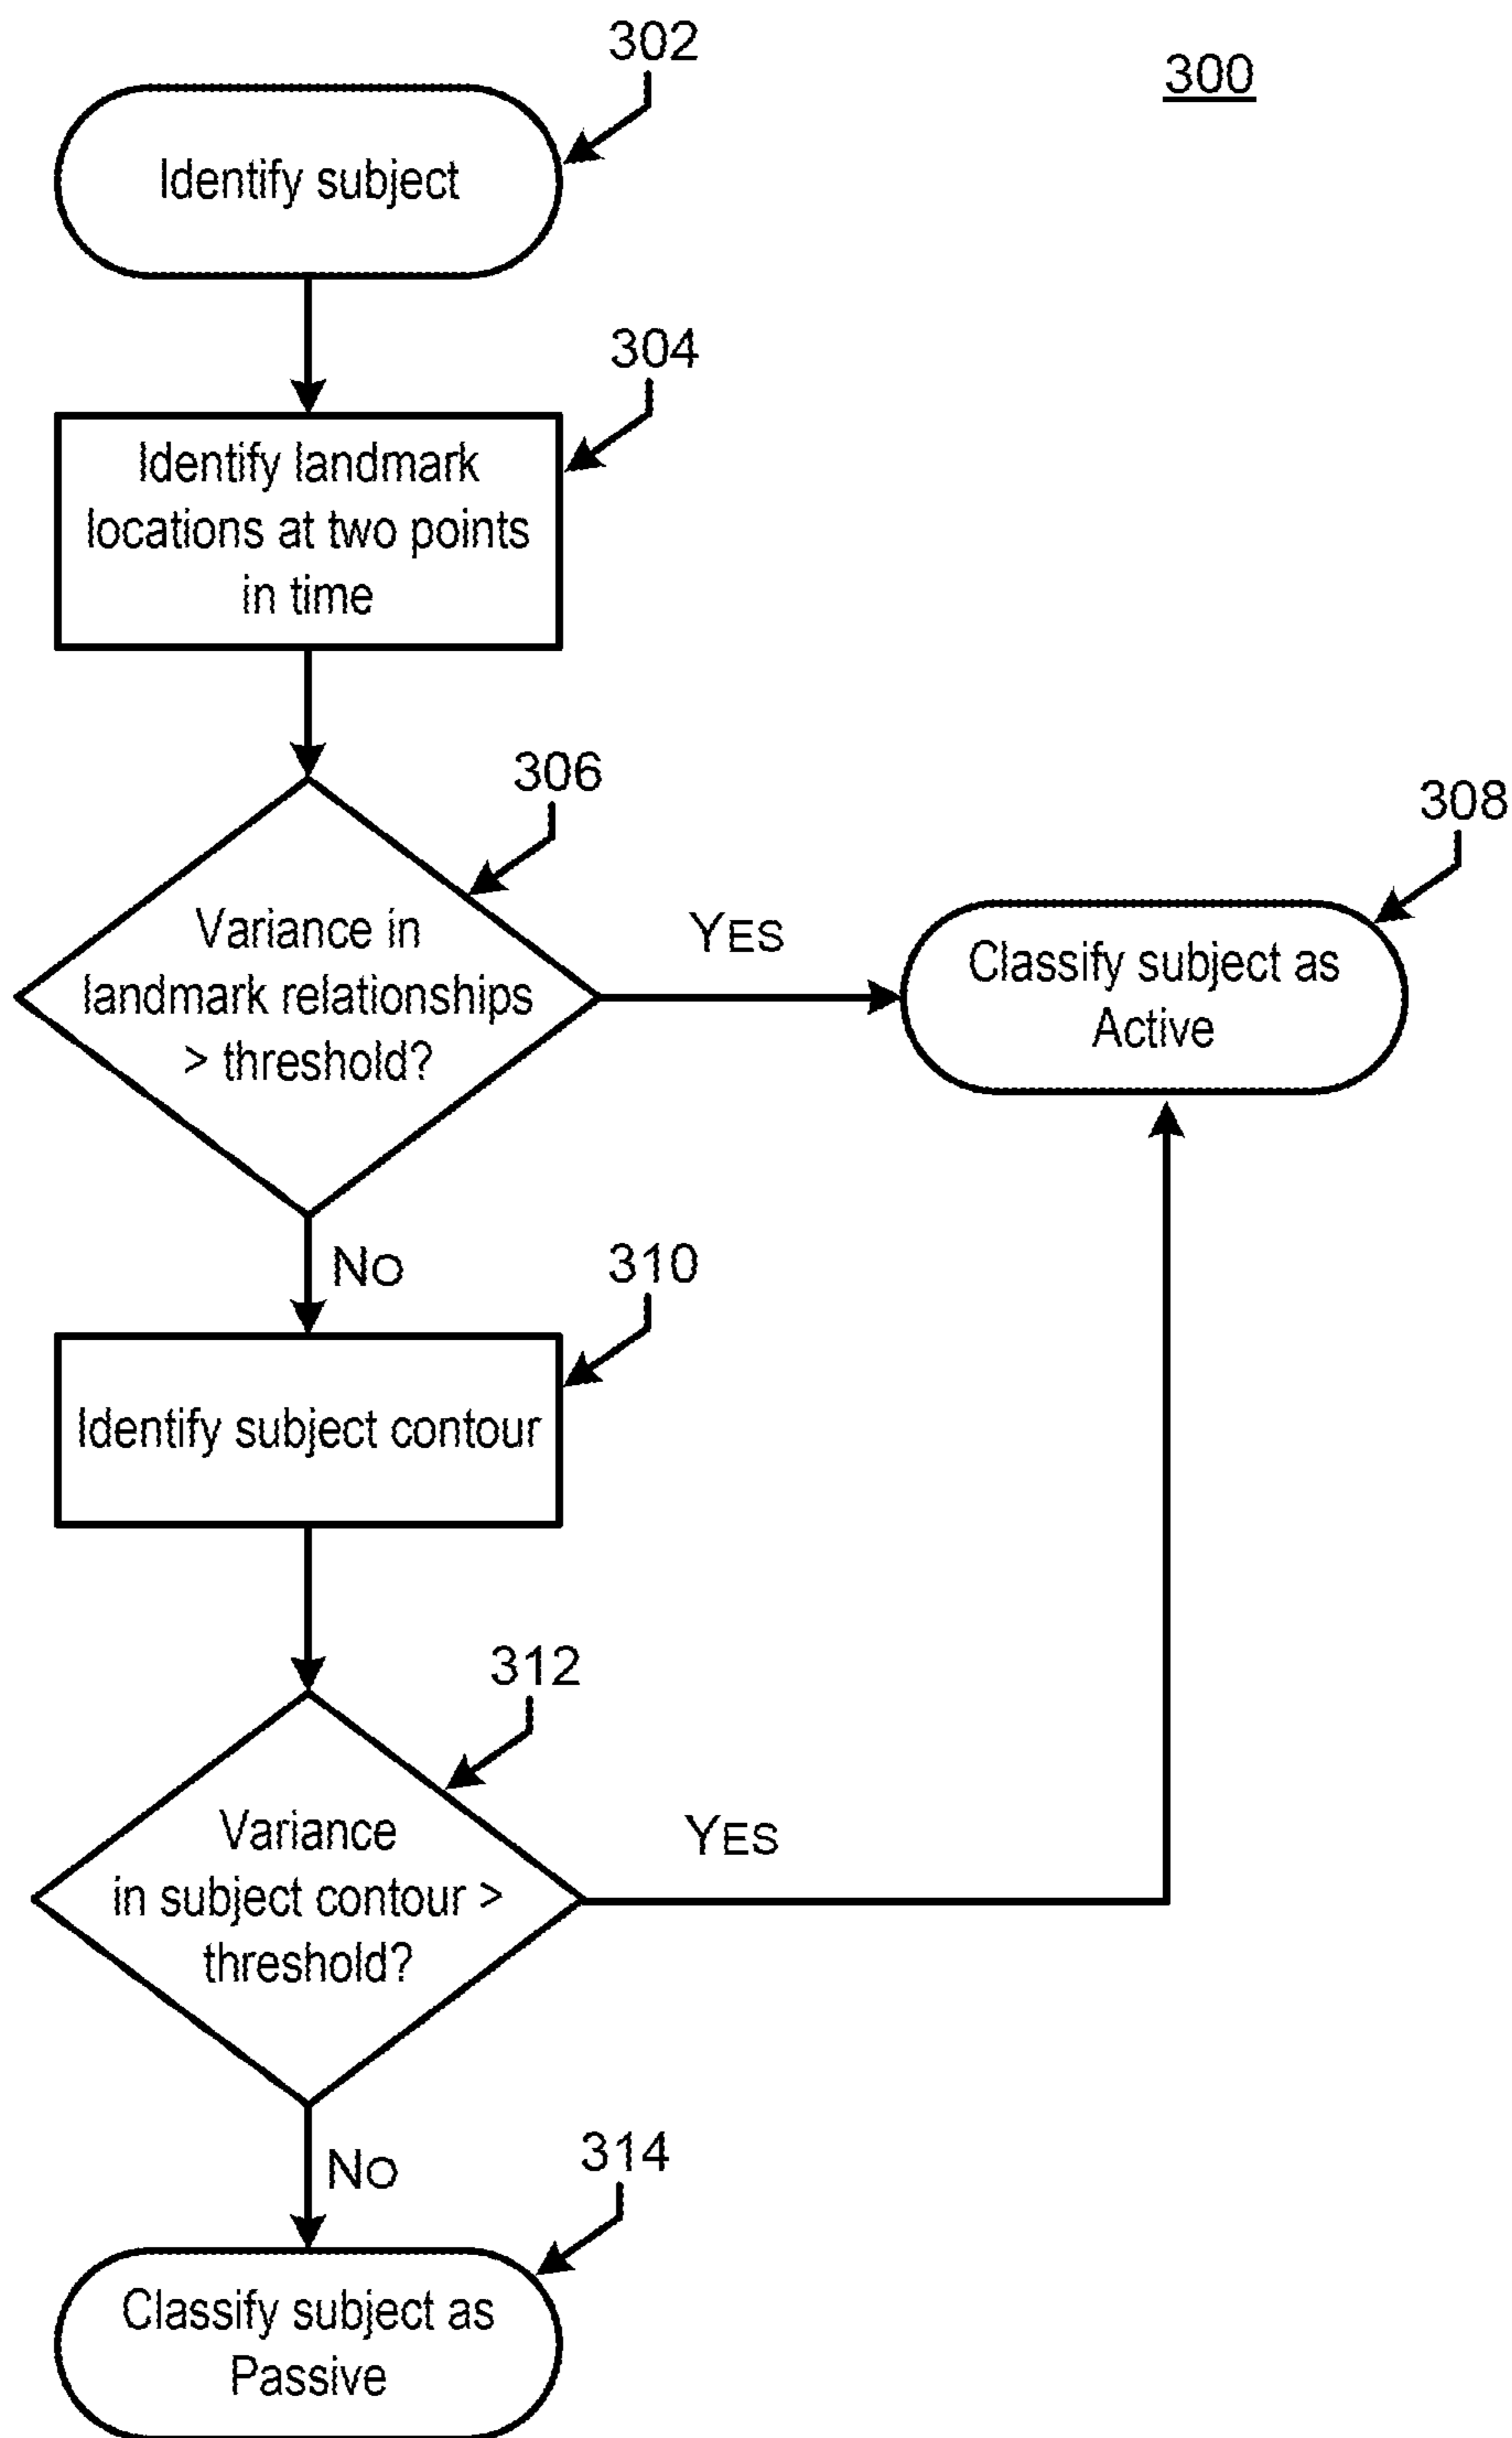 302
300
Identify subject
304
Identify landmark
locations at two points
in time
306
308
Variance in
landmark relationships
> threshold?
YES
Classify subject as
Active
NO
310
Identify subject contour
312
Variance
in subject contour >
threshold?
YES
NO
314
Classify subject as
Passive